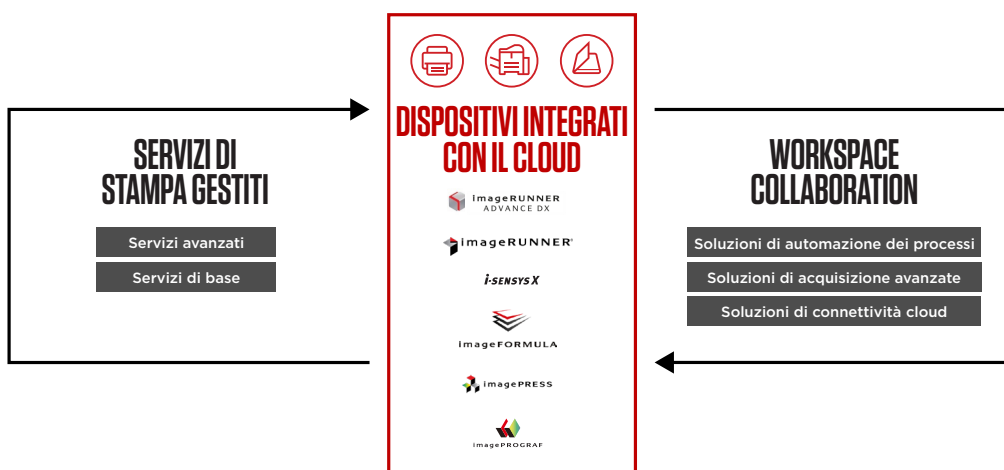 SERVIZI DI
STAMPA GESTITI
Servizi avanzati
Servizi di base
DISPOSITIVI INTEGRATI
CON IL CLOUD
imageRUNNER
ADVANCE DX
imageRUNNER®
i-SENSYS X
imageFORMULA
imagePRESS
imagePROGRAF
WORKSPACE
COLLABORATION
Soluzioni di automazione dei processi
Soluzioni di acquisizione avanzate
Soluzioni di connettività cloud